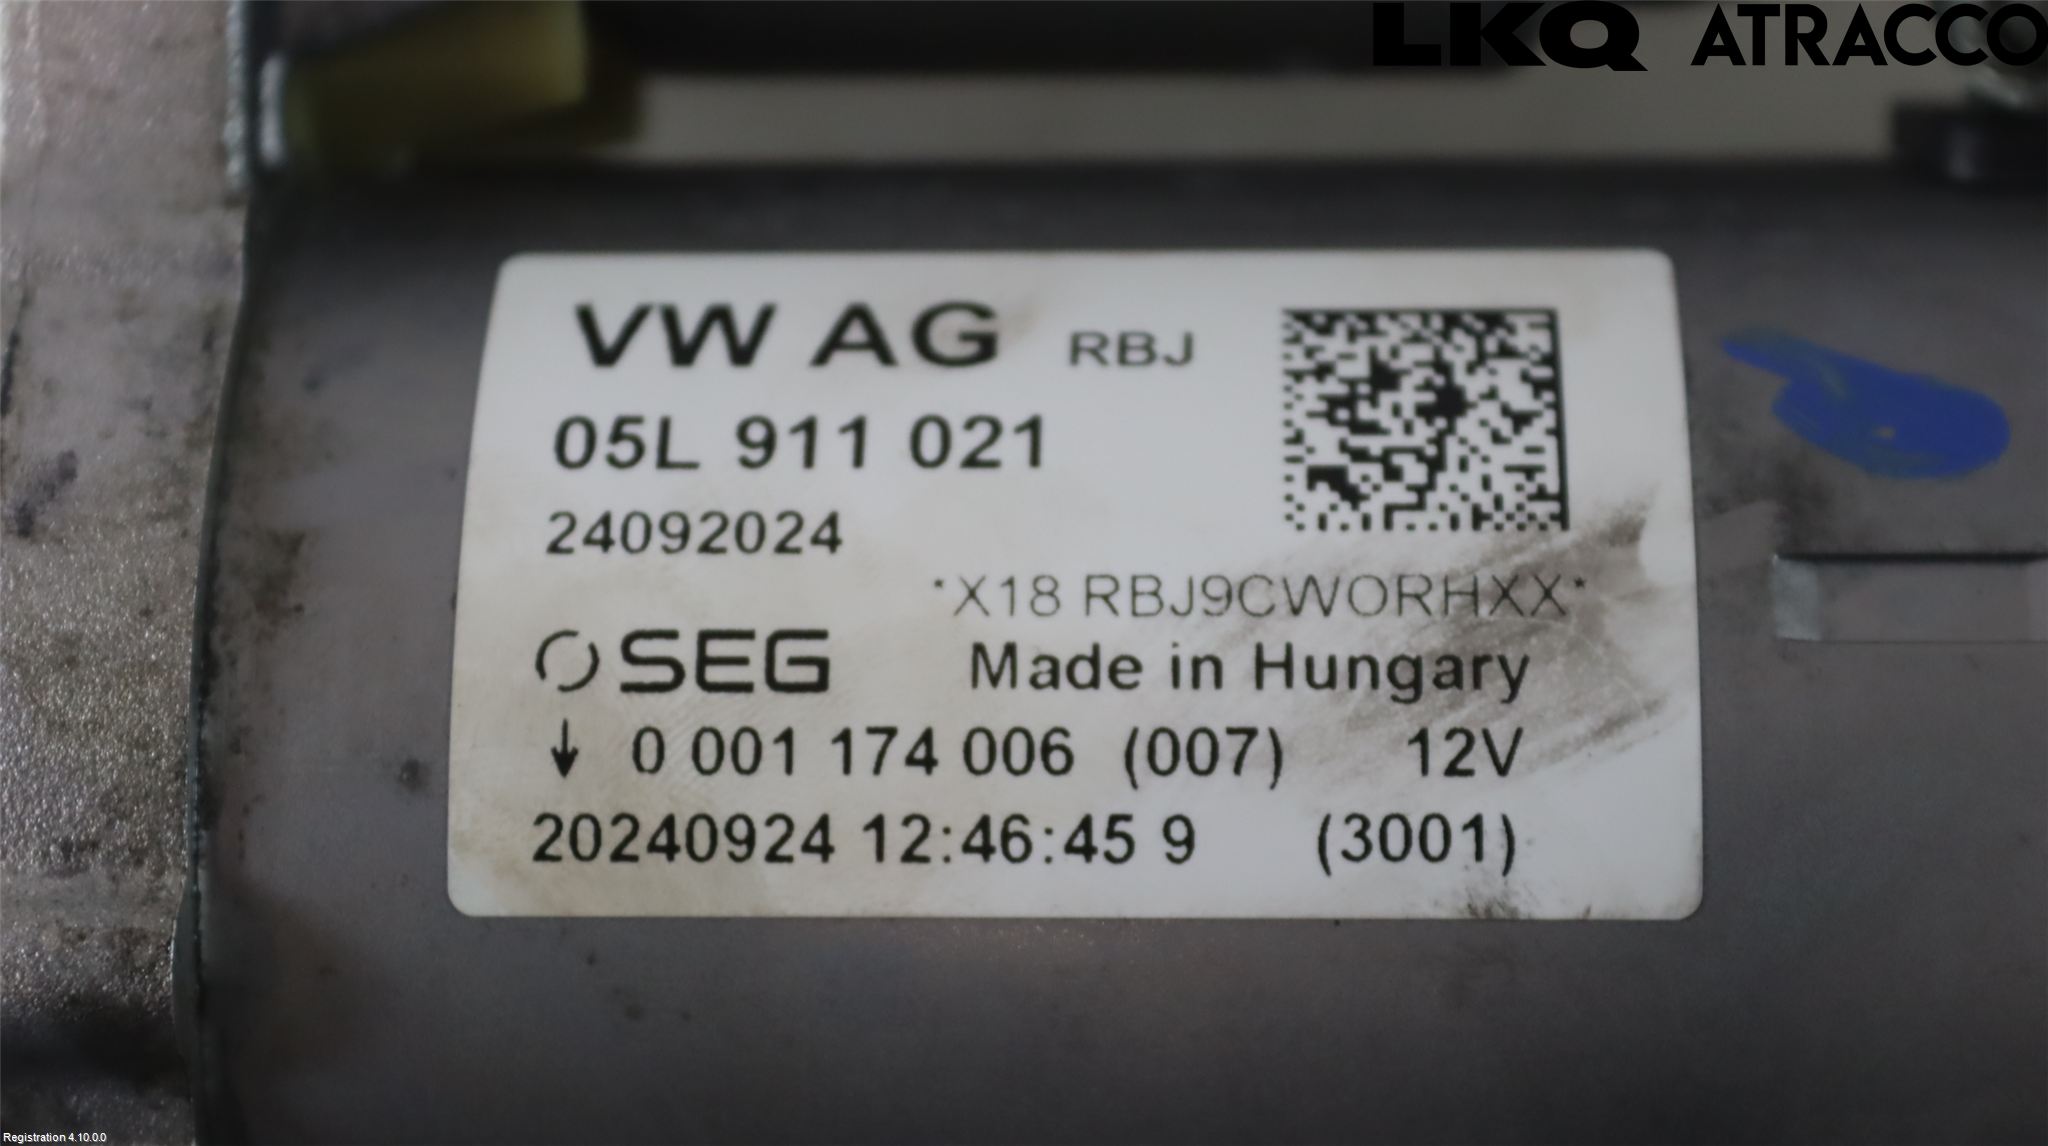 LKQ ATRACCO
VW AG RBJ
05L 911 021
24092024
*X18 RBJ9CWORHXX*
SEG Made in Hungary
↓ 0 001 174 006 (007) 12V
20240924 12:46:45 9 (3001)
Registration 4.10.0.0